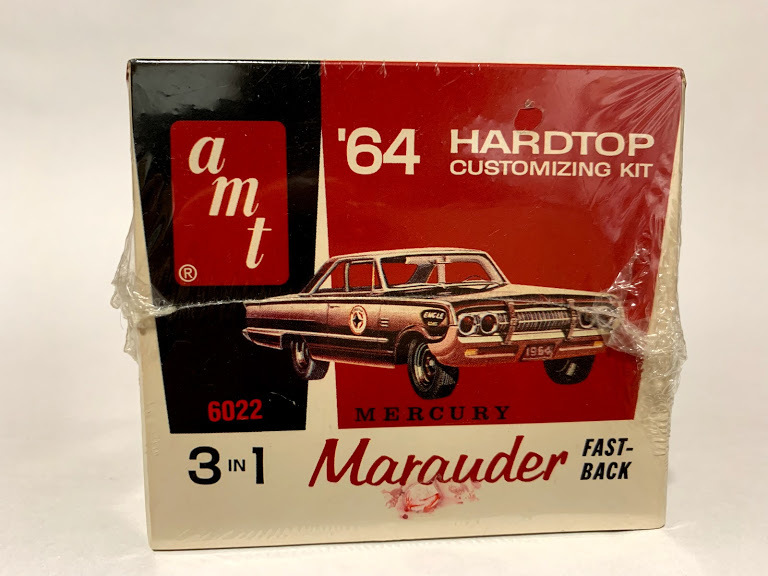 amt
®
'64
HARDTOP
CUSTOMIZING KIT
1964
6022
MERCURY
3 IN 1
Marauder
FAST-
BACK